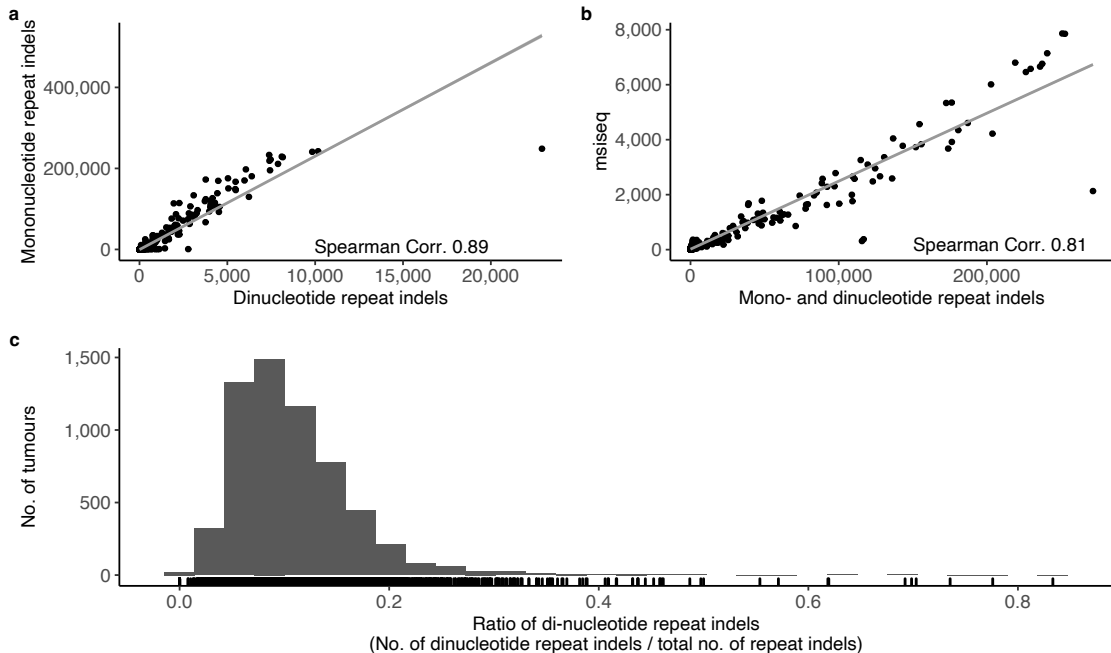 a
Mononucleotide repeat indels
400,000
200,000
0
Spearman Corr. 0.89
0
5,000
10,000
15,000
20,000
Dinucleotide repeat indels
b
msiseq
8,000
6,000
4,000
2,000
0
Spearman Corr. 0.81
0
100,000
200,000
Mono- and dinucleotide repeat indels
c
No. of tumours
1,500
1,000
500
0
0.0
0.2
0.4
0.6
0.8
Ratio of di-nucleotide repeat indels
(No. of dinucleotide repeat indels / total no. of repeat indels)